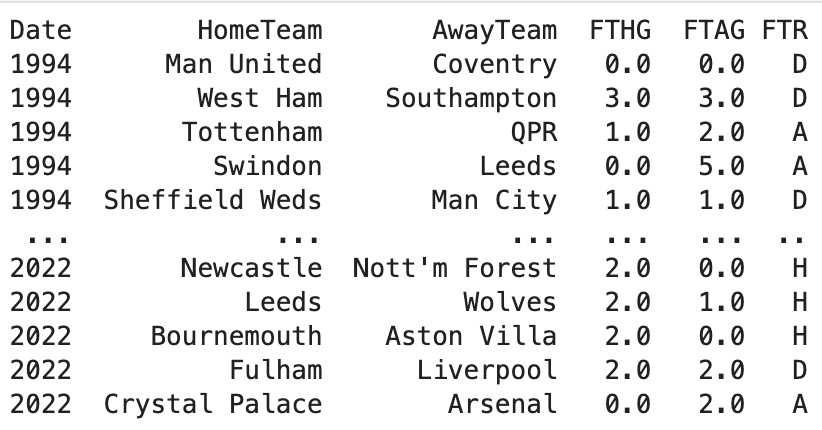 Date HomeTeam AwayTeam FTHG FTAG FTR
1994 Man United Coventry 0.0 0.0 D
1994 West Ham Southampton 3.0 3.0 D
1994 Tottenham QPR 1.0 2.0 A
1994 Swindon Leeds 0.0 5.0 A
1994 Sheffield Weds Man City 1.0 1.0 D
... ... ... ... ... ..
2022 Newcastle Nott'm Forest 2.0 0.0 H
2022 Leeds Wolves 2.0 1.0 H
2022 Bournemouth Aston Villa 2.0 0.0 H
2022 Fulham Liverpool 2.0 2.0 D
2022 Crystal Palace Arsenal 0.0 2.0 A